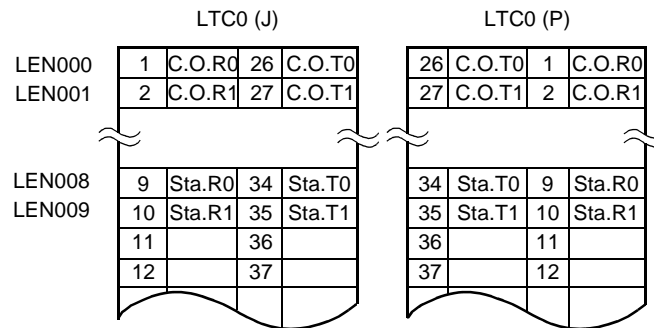 LTC0 (J) LTC0 (P)
LEN000 1 C.O.R0 26 C.O.T0 26 C.O.T0 1 C.O.R0
LEN001 2 C.O.R1 27 C.O.T1 27 C.O.T1 2 C.O.R1
LEN008 9 Sta.R0 34 Sta.T0 34 Sta.T0 9 Sta.R0
LEN009 10 Sta.R1 35 Sta.T1 35 Sta.T1 10 Sta.R1
11 36 36 11
12 37 37 12